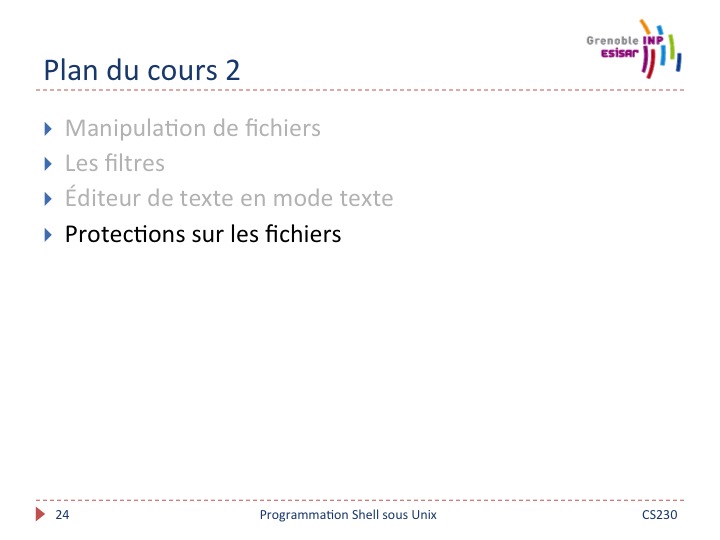 Grenoble INP
ESISAR
Plan du cours 2
Manipulation de fichiers
Les filtres
Éditeur de texte en mode texte
Protections sur les fichiers
24 Programmation Shell sous Unix CS230